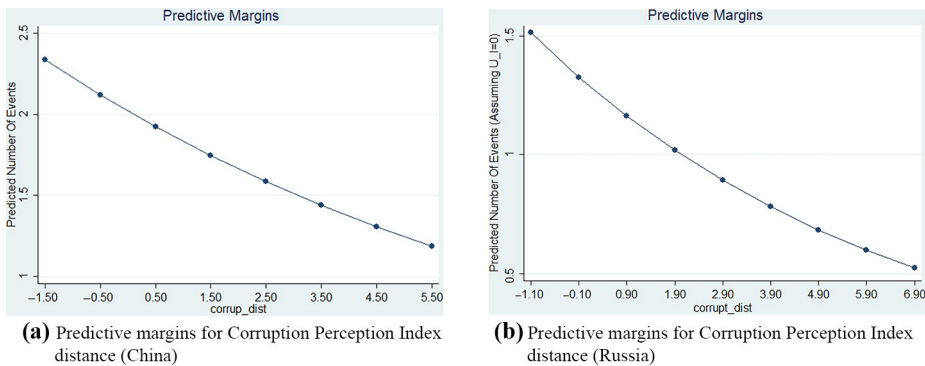 Predictive Margins
Predicted Number Of Events
2.5
2
1.5
1
–1.50 –0.50 0.50 1.50 2.50 3.50 4.50 5.50
corrup_dist
(a) Predictive margins for Corruption Perception Index
distance (China)
Predictive Margins
Predicted Number Of Events (Assuming U_I=0)
1.5
1
0.5
–1.10 –0.10 0.90 1.90 2.90 3.90 4.90 5.90 6.90
corrupt_dist
(b) Predictive margins for Corruption Perception Index
distance (Russia)